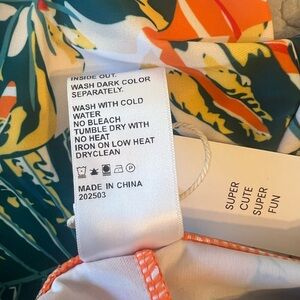 INSIDE OUT.
WASH DARK COLOR
SEPARATELY.
WASH WITH COLD
WATER
NO BLEACH
TUMBLE DRY WITH
NO HEAT
IRON ON LOW HEAT
DRYCLEAN
MADE IN CHINA
202503
SUPER
CUTE
SUPER
FUN